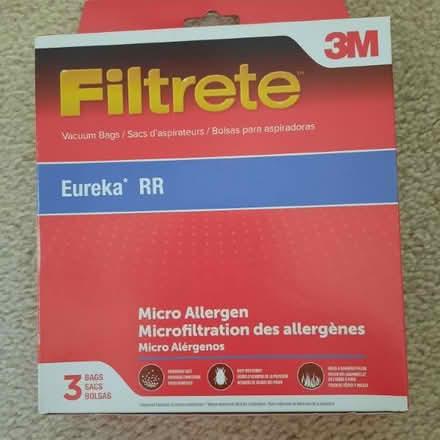 3M
Filtrete™
Vacuum Bags / Sacs d'aspirateurs / Bolsas para aspiradoras
Eureka* RR
Micro Allergen
Microfiltration des allergènes
Micro Alérgenos
3 BAGS
SACS
BOLSAS